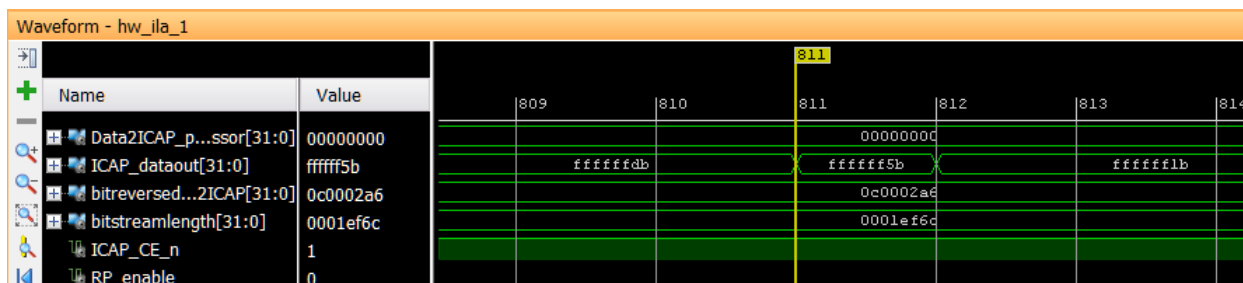 Waveform - hw_ila_1
811
Name Value
809 810 811 812 813 814
Data2ICAP_p...ssor[31:0] 00000000 00000000
ICAP_dataout[31:0] ffffff5b ffffffdb ffffff5b ffffff1b
bitreversed...2ICAP[31:0] 0c0002a6 0c0002a6
bitstreamlength[31:0] 0001ef6c 0001ef6c
ICAP_CE_n 1
RP_enable 0